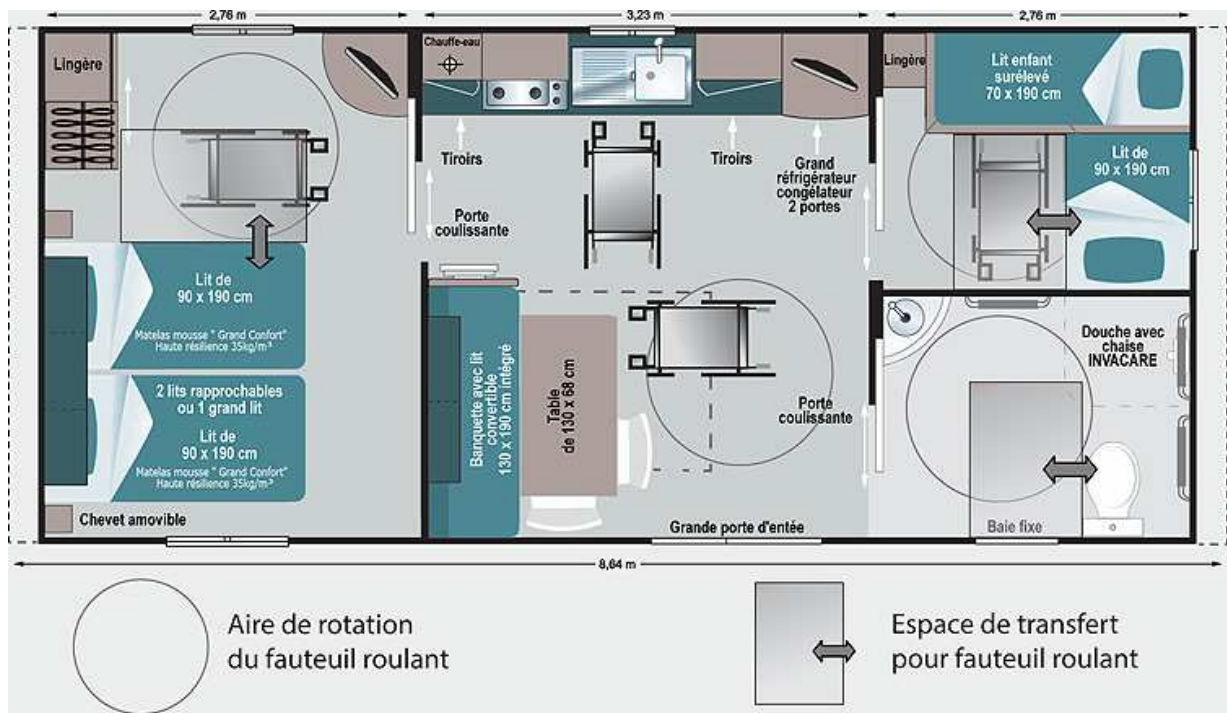 2,76 m
3,23 m
2,76 m
Lingère
Chauffe-eau
Lingère
Lit enfant
surélevé
70 x 190 cm
Tiroirs
Tiroirs
Grand
réfrigérateur
congélateur
2 portes
Lit de
90 x 190 cm
Porte
coulissante
Lit de
90 x 190 cm
Matelas mousse " Grand Confort"
Haute résilience 35kg/m³
2 lits rapprochables
ou 1 grand lit
Lit de
90 x 190 cm
Matelas mousse " Grand Confort"
Haute résilience 35kg/m³
Chevet amovible
Banquette avec lit
convertible
130 x 190 cm intégré
Table
de 130 x 68 cm
Porte
coulissante
Grande porte d'entée
Douche avec
chaise
INVACARE
Baie fixe
8,64 m
Aire de rotation
du fauteuil roulant
Espace de transfert
pour fauteuil roulant